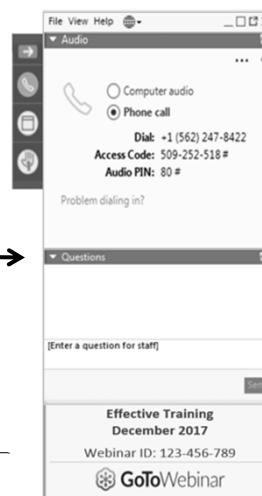 File View Help
Audio
Computer audio
Phone call
Dial: +1 (562) 247-8422
Access Code: 509-252-518 #
Audio PIN: 80 #
Problem dialing in?
Questions
[Enter a question for staff]
Effective Training
December 2017
Webinar ID: 123-456-789
GoToWebinar